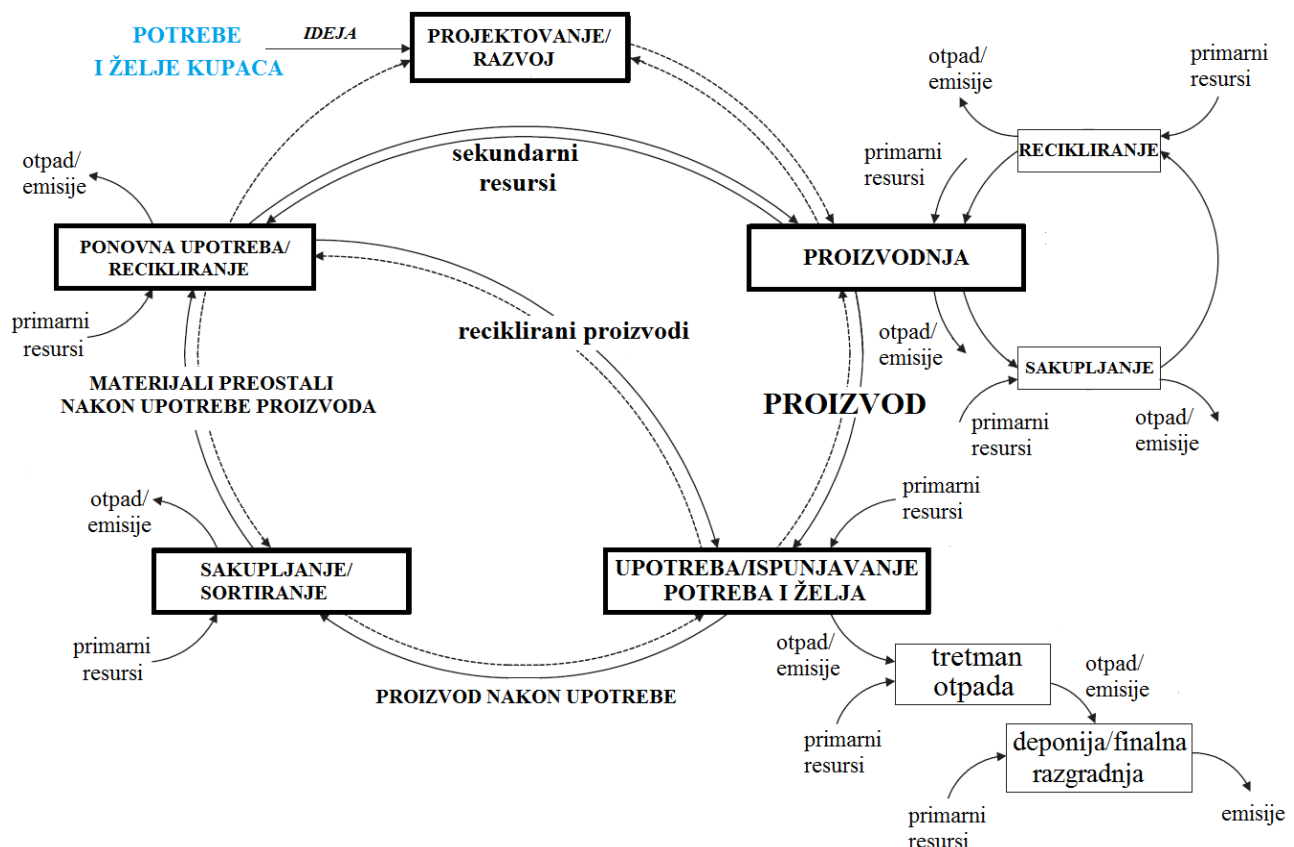 POTREBE
I ŽELJE KUPACA
IDEJA
PROJEKTOVANJE/
RAZVOJ
otpad/
emisije
primarni
resursi
RECIKLIRANJE
primarni
resursi
sekundarni
resursi
otpad/
emisije
PONOVNA UPOTREBA/
RECIKLIRANJE
PROIZVODNJA
primarni
resursi
reciklirani proizvodi
otpad/
emisije
SAKUPLJANJE
MATERIJALI PREOSTALI
NAKON UPOTREBE PROIZVODA
PROIZVOD
primarni
resursi
otpad/
emisije
otpad/
emisije
primarni
resursi
SAKUPLJANJE/
SORTIRANJE
UPOTREBA/ISPUNJAVANJE
POTREBA I ŽELJA
primarni
resursi
PROIZVOD NAKON UPOTREBE
otpad/
emisije
tretman
otpada
otpad/
emisije
primarni
resursi
deponija/finalna
razgradnja
primarni
resursi
emisije